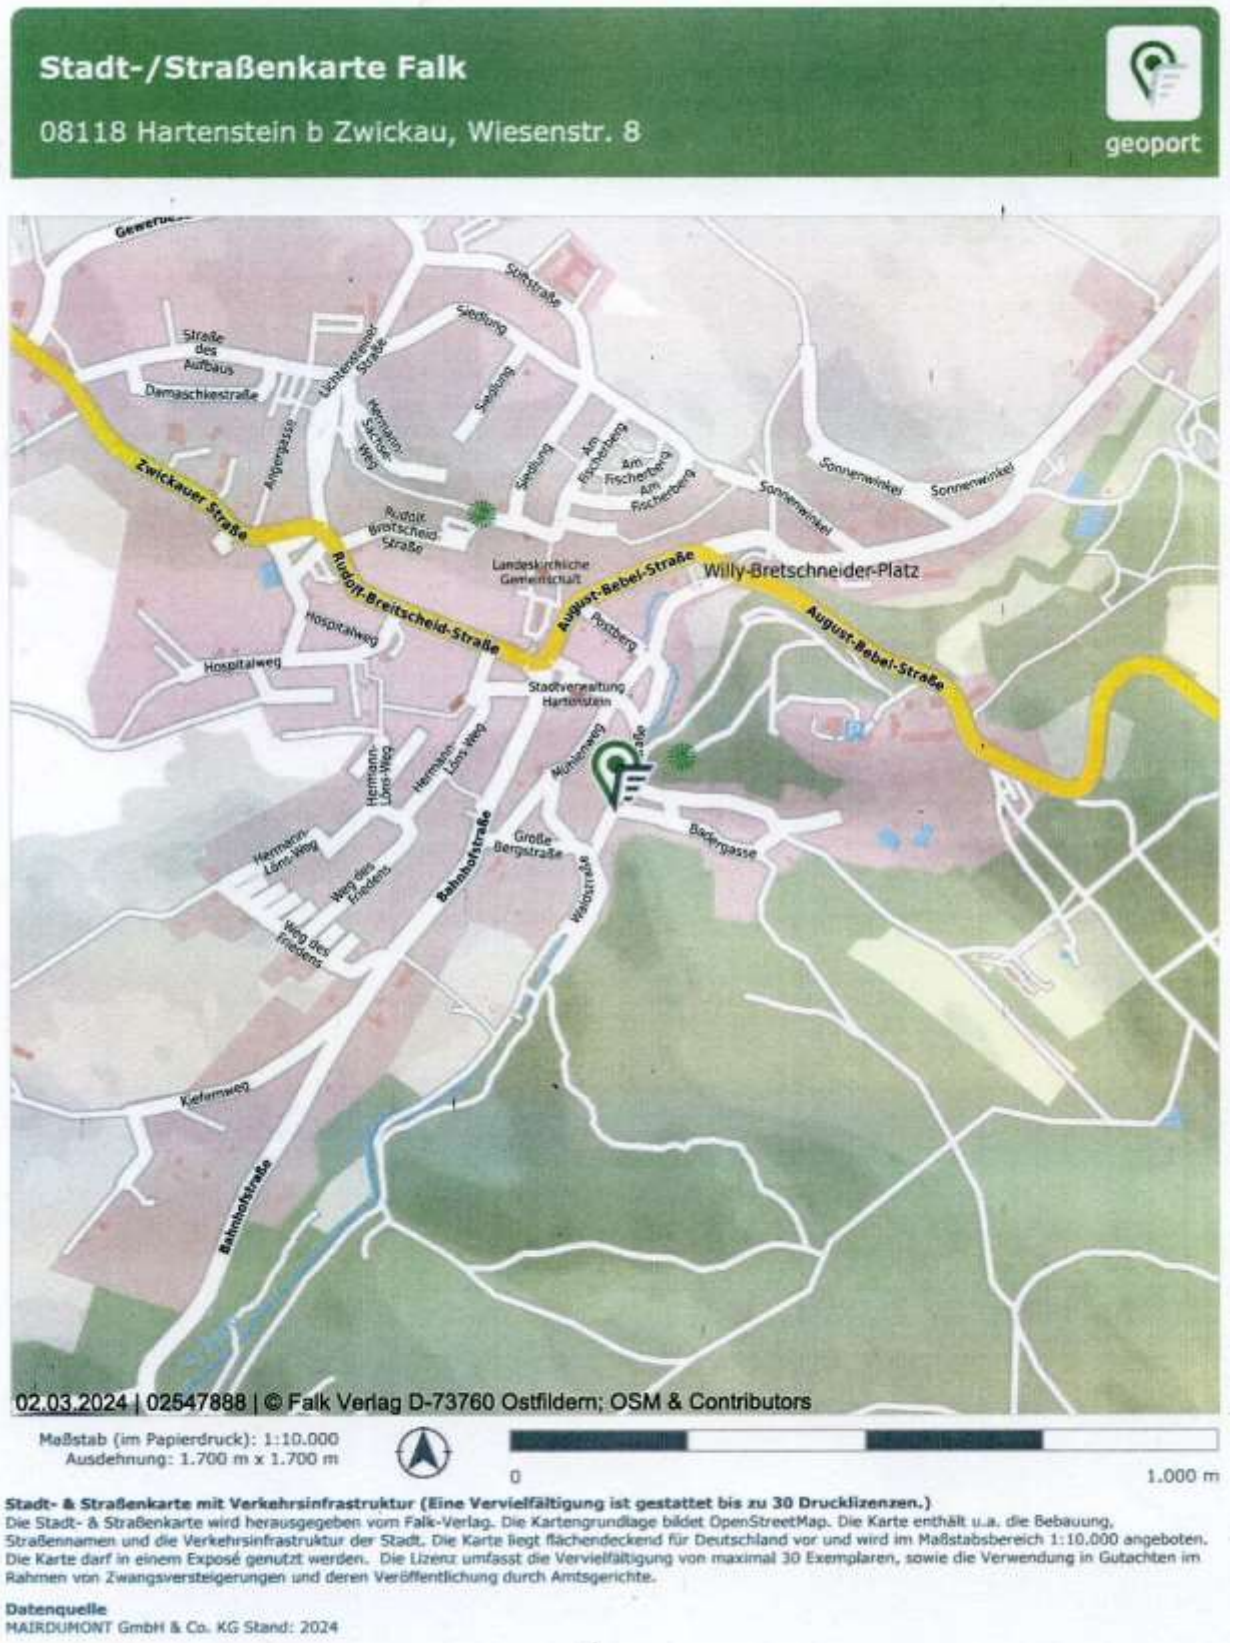 Stadt-/Straßenkarte Falk
08118 Hartenstein b Zwickau, Wiesenstr. 8
geoport
Stiftstraße
Siedlung
Straße
des
Aufbaus
Lichtensteiner
Straße
Damaschkestraße
Siedlung
Hermann-
Sachse-
Weg
Angergasse
Am
Fischerberg
Am
Fischerberg
Am
Fischerberg
Siedlung
Sonnenwinkel
Sonnenwinkel
Sonnenwinkel
Zwickauer Straße
Rudolf-
Breitscheid-
Straße
Landeskirchliche
Gemeinschaft
August-Bebel-Straße
Willy-Bretschneider-Platz
Rudolf-Breitscheid-Straße
Postberg
August-Bebel-Straße
Hospitalweg
Hospitalweg
Stadtverwaltung
Hartenstein
Mühlenweg
aße
Hermann-
Löns-Weg
Hermann-
Löns-Weg
Hermann-
Löns-Weg
Große
Bergstraße
Badergasse
Bahnhofstraße
Weg des
Friedens
Waldstraße
Weg des
Friedens
Kiefernweg
Bahnhofstraße
02.03.2024 | 02547888 | © Falk Verlag D-73760 Ostfildern; OSM & Contributors
Maßstab (im Papierdruck): 1:10.000
Ausdehnung: 1.700 m x 1.700 m
0
1.000 m
Stadt- & Straßenkarte mit Verkehrsinfrastruktur (Eine Vervielfältigung ist gestattet bis zu 30 Drucklizenzen.)
Die Stadt- & Straßenkarte wird herausgegeben vom Falk-Verlag. Die Kartengrundlage bildet OpenStreetMap. Die Karte enthält u.a. die Bebauung,
Straßennamen und die Verkehrsinfrastruktur der Stadt. Die Karte liegt flächendeckend für Deutschland vor und wird im Maßstabsbereich 1:10.000 angeboten.
Die Karte darf in einem Exposé genutzt werden. Die Lizenz umfasst die Vervielfältigung von maximal 30 Exemplaren, sowie die Verwendung in Gutachten im
Rahmen von Zwangsversteigerungen und deren Veröffentlichung durch Amtsgerichte.
Datenquelle
MAIRDUMONT GmbH & Co. KG Stand: 2024